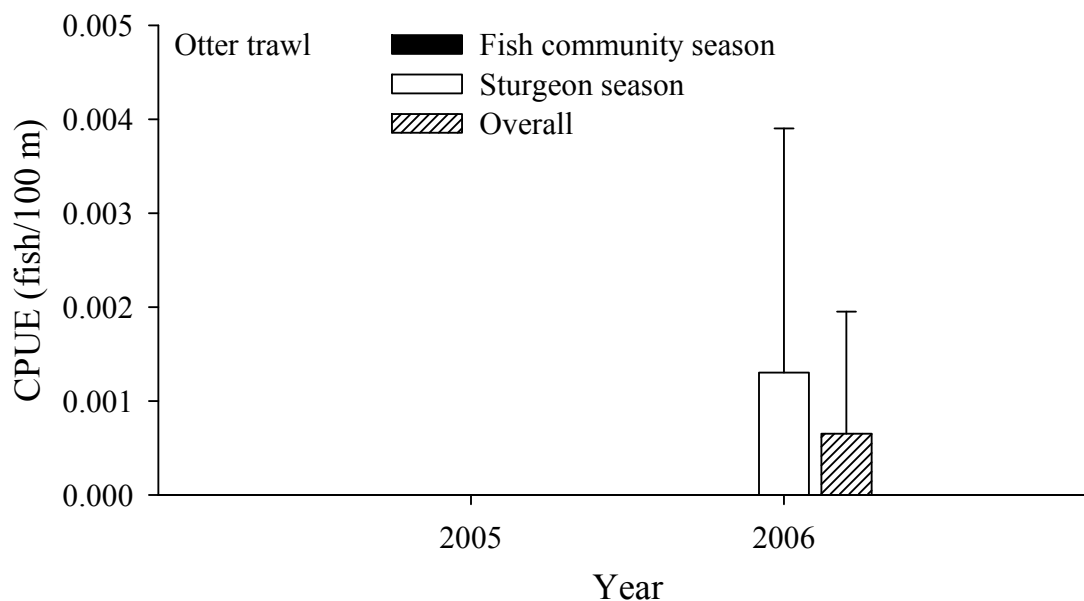 0.005
Otter trawl
Fish community season
Sturgeon season
Overall
0.004
0.003
0.002
0.001
0.000
CPUE (fish/100 m)
2005
2006
Year